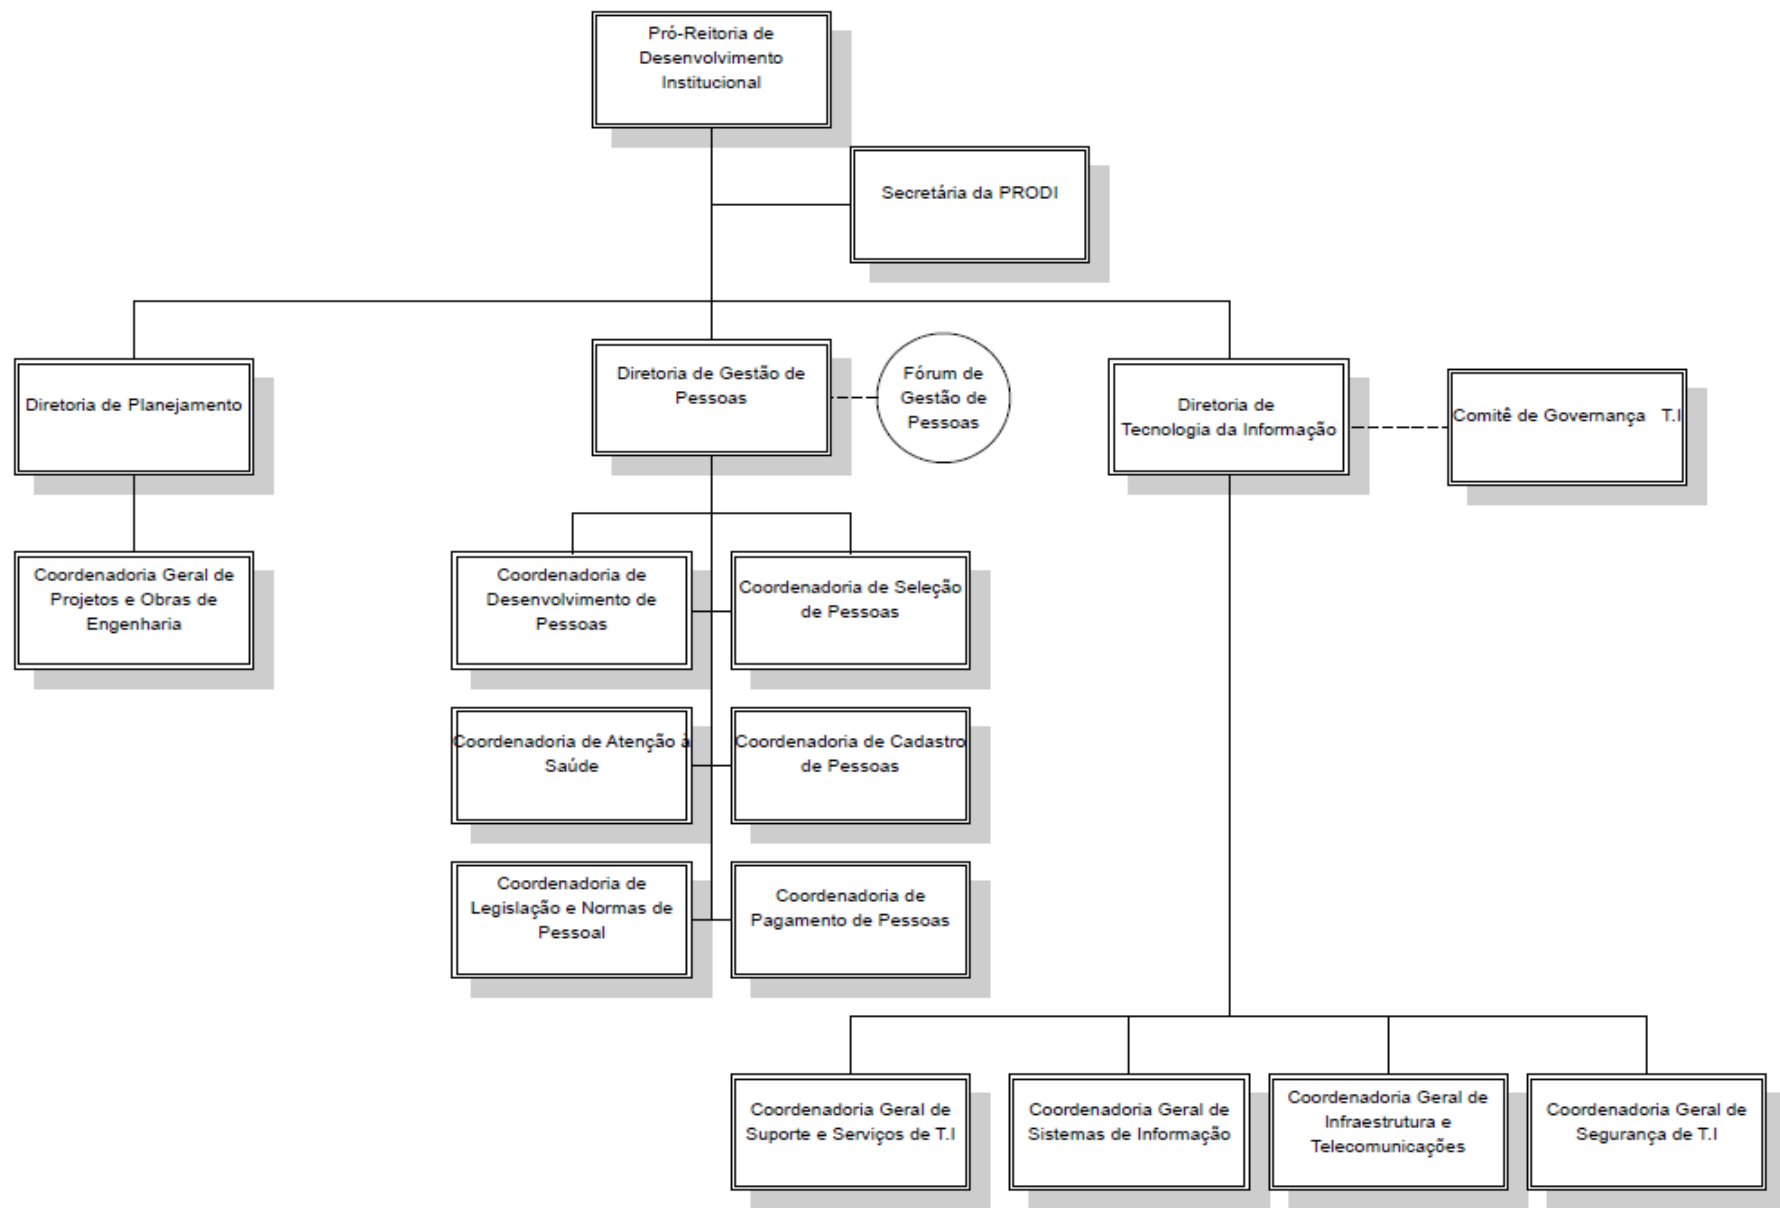 Pró-Reitoria de
Desenvolvimento
Institucional
Secretária da PRODI
Diretoria de Planejamento
Diretoria de Gestão de
Pessoas
Fórum de
Gestão de
Pessoas
Diretoria de
Tecnologia da Informação
Comitê de Governança T.I
Coordenadoria Geral de
Projetos e Obras de
Engenharia
Coordenadoria de
Desenvolvimento de
Pessoas
Coordenadoria de Seleção
de Pessoas
Coordenadoria de Atenção à
Saúde
Coordenadoria de Cadastro
de Pessoas
Coordenadoria de
Legislação e Normas de
Pessoal
Coordenadoria de
Pagamento de Pessoas
Coordenadoria Geral de
Suporte e Serviços de T.I
Coordenadoria Geral de
Sistemas de Informação
Coordenadoria Geral de
Infraestrutura e
Telecomunicações
Coordenadoria Geral de
Segurança de T.I